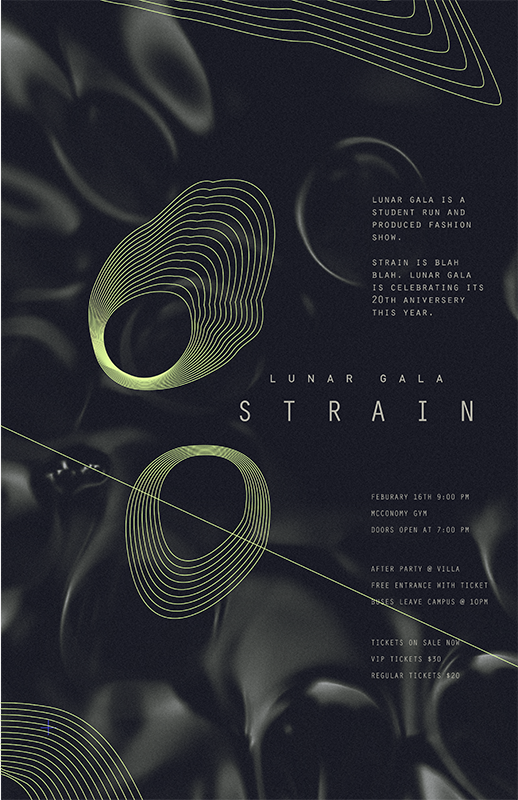 LUNAR GALA IS A
STUDENT RUN AND
PRODUCED FASHION
SHOW.
STRAIN IS BLAH
BLAH. LUNAR GALA
IS CELEBRATING ITS
20TH ANIVERSERY
THIS YEAR.
LUNAR GALA
STRAIN
FEBURARY 16TH 9:00 PM
MCCONOMY GYM
DOORS OPEN AT 7:00 PM
AFTER PARTY @ VILLA
FREE ENTRANCE WITH TICKET
BUSES LEAVE CAMPUS @ 10PM
TICKETS ON SALE NOW
VIP TICKETS $30
REGULAR TICKETS $20